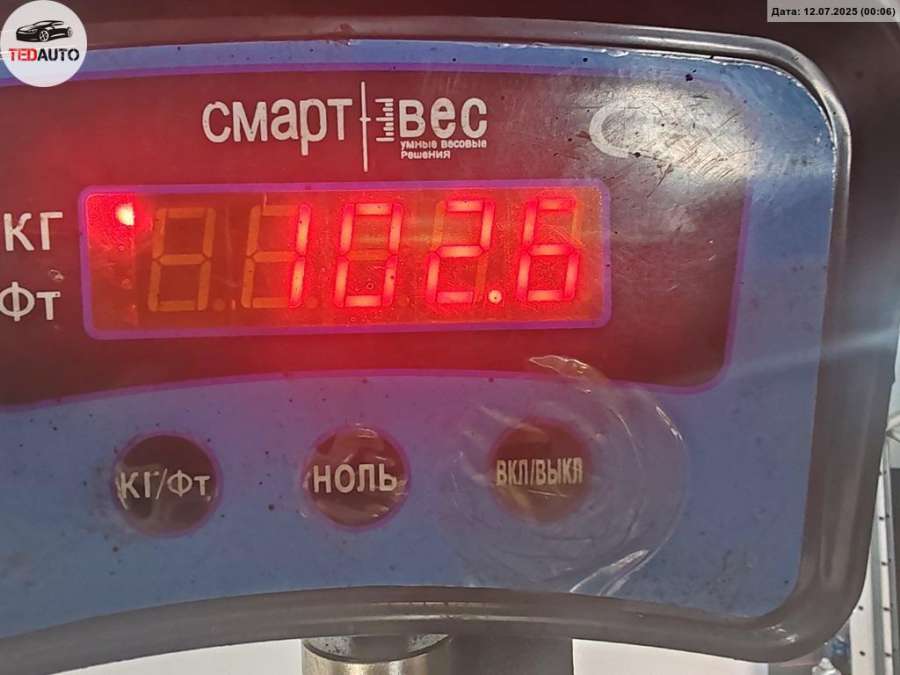 TEDAUTO
Дата: 12.07.2025 (00:06)
смарт вес
умные весовые
решения
КГ
Фт
102.6
КГ/Фт
НОЛЬ
ВКЛ/ВЫКЛ